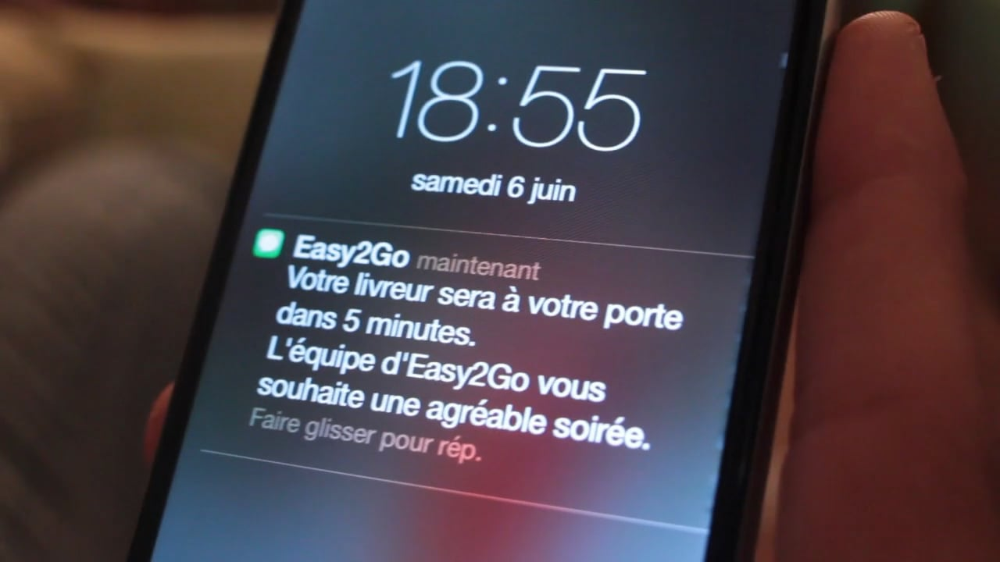 18:55
samedi 6 juin
Easy2Go maintenant
Votre livreur sera à votre porte
dans 5 minutes.
L'équipe d'Easy2Go vous
souhaite une agréable soirée.
Faire glisser pour rép.